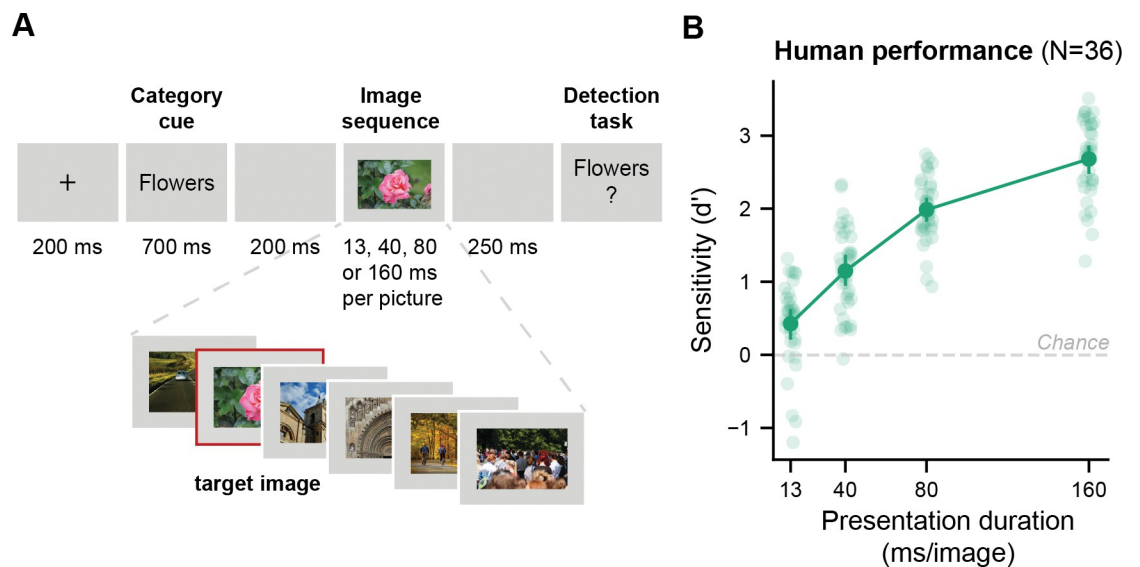 A
Category
cue
Image
sequence
Detection
task
+
Flowers
Flowers
?
200 ms
700 ms
200 ms
13, 40, 80
or 160 ms
per picture
250 ms
target image
B
Human performance (N=36)
Sensitivity (d')
3
2
1
0
−1
Chance
13
40
80
160
Presentation duration
(ms/image)